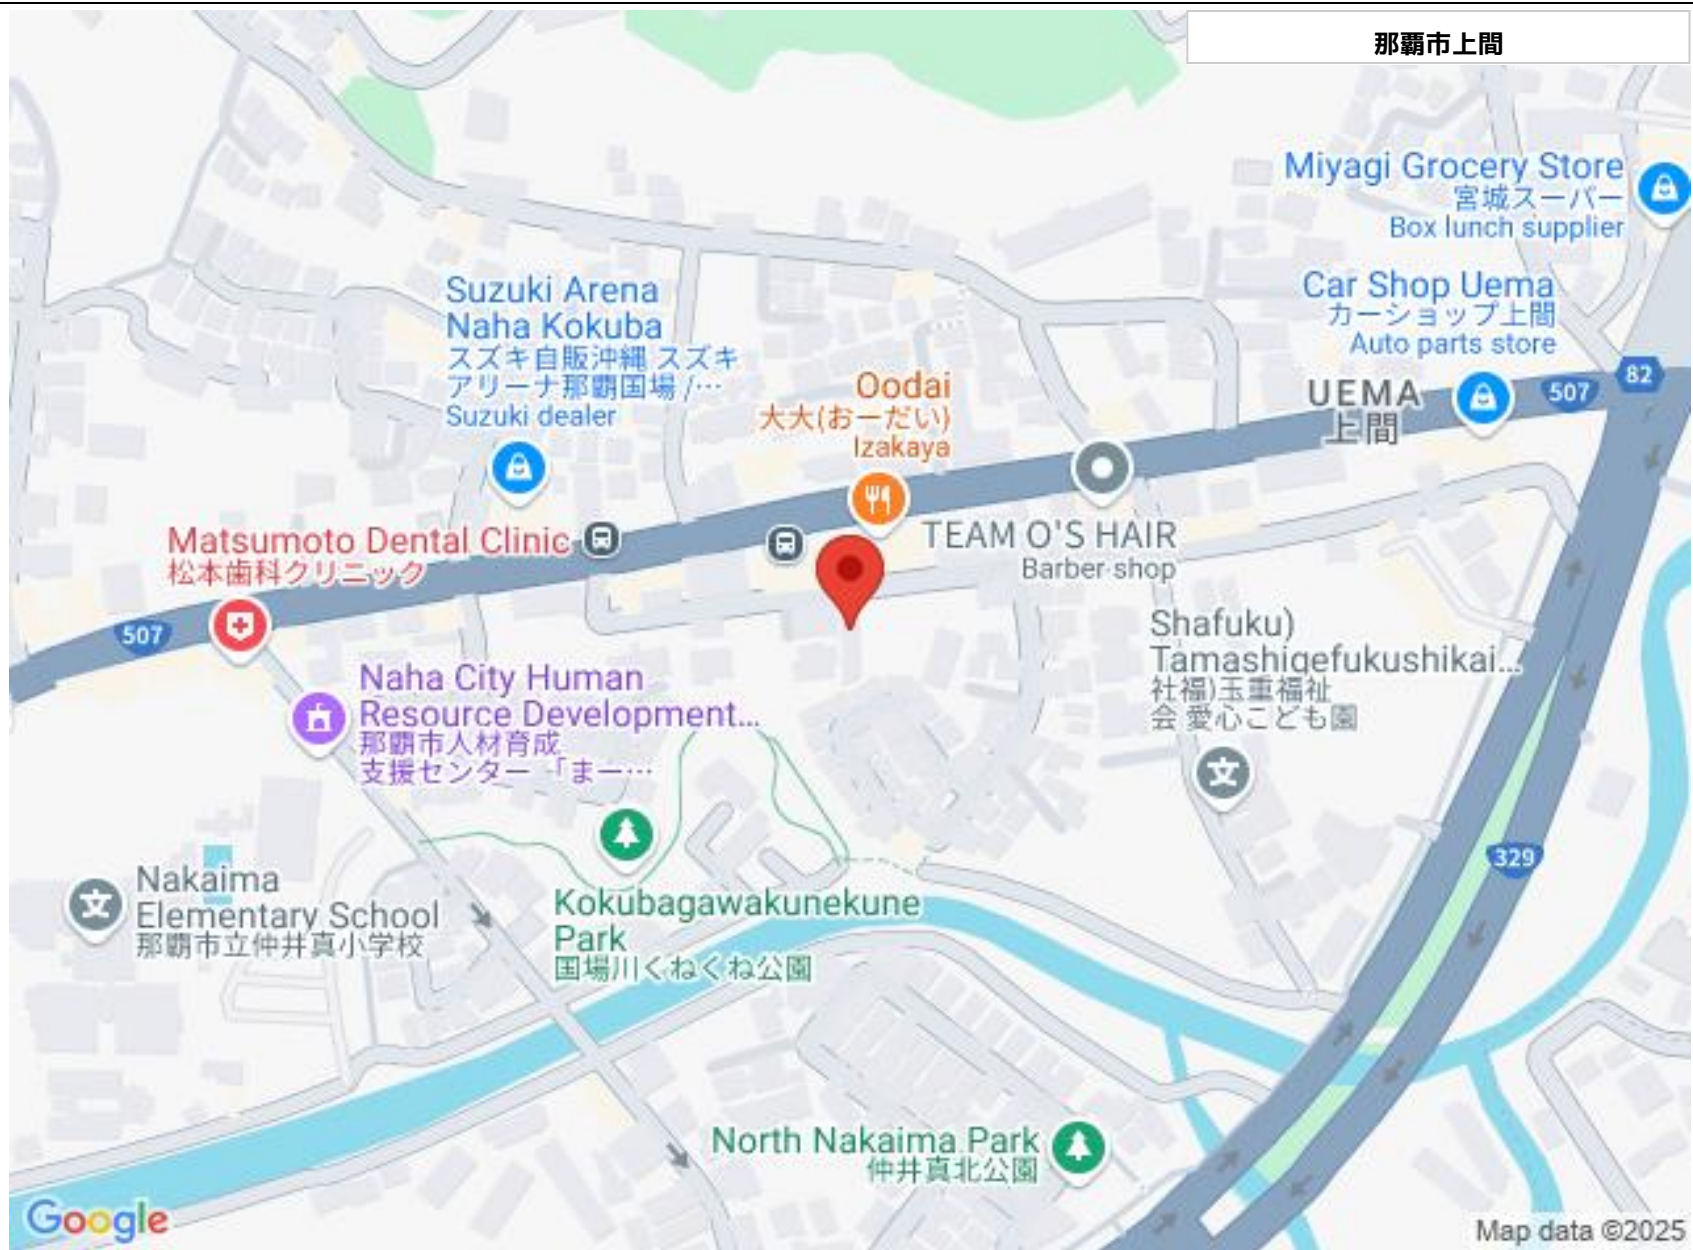 那覇市上間
Miyagi Grocery Store
宮城スーパー
Box lunch supplier
Suzuki Arena
Naha Kokuba
スズキ自販沖縄 スズキ
アリーナ那覇国場 /…
Suzuki dealer
Car Shop Uema
カーショップ上間
Auto parts store
Oodai
大大(おーだい)
Izakaya
UEMA
上間
507
82
Matsumoto Dental Clinic
松本歯科クリニック
TEAM O'S HAIR
Barber shop
507
Shafuku)
Tamashigefukushikai...
社福)玉重福祉
会 愛心こども園
Naha City Human
Resource Development...
那覇市人材育成
支援センター 「まー…
329
Nakaima
Elementary School
那覇市立仲井真小学校
Kokubagawakunekune
Park
国場川くねくね公園
North Nakaima Park
仲井真北公園
Google
Map data ©2025